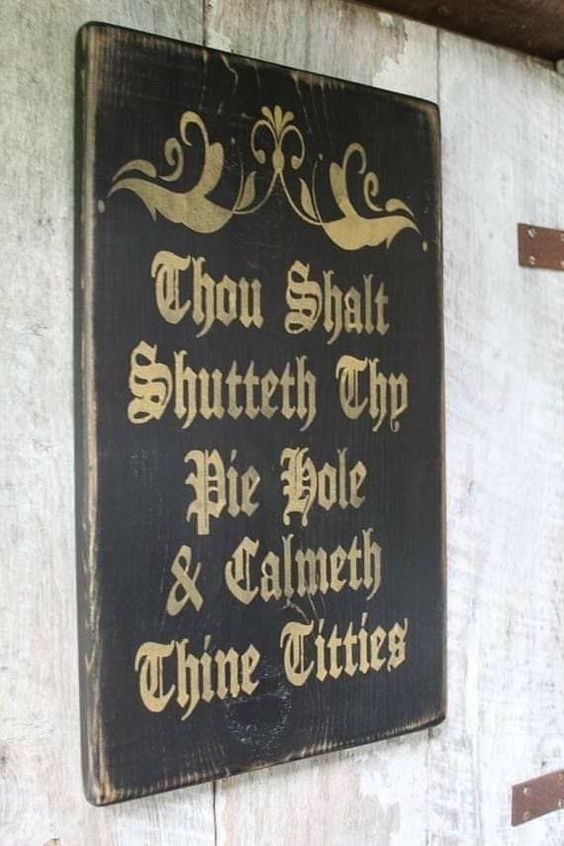 Thou Shalt
Shutteth Thy
Pie Hole
& Calmeth
Thine Titties